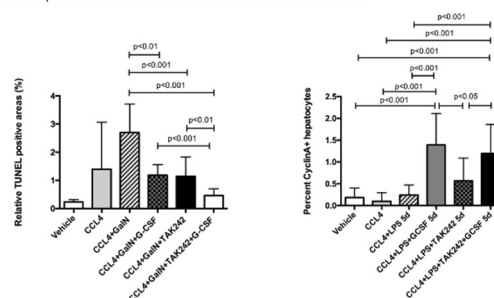 p<0.01
p<0.001
p<0.001
p<0.01
p<0.001
Relative TUNEL positive areas (%)
4
3
2
1
0
Vehicle
CCL4
CCL4+GalN
CCL4+GalN+G-CSF
CCL4+GalN+TAK242
CCL4+GalN+TAK242+G-CSF
p<0.001
p<0.001
p<0.001
p<0.001
p<0.001
p<0.001
p<0.05
Percent CyclinA+ hepatocytes
2.5
2.0
1.5
1.0
0.5
0.0
Vehicle
CCL4
CCL4+LPS 5d
CCL4+LPS+GCSF 5d
CCL4+LPS+TAK242 5d
CCL4+LPS+TAK242+GCSF 5d